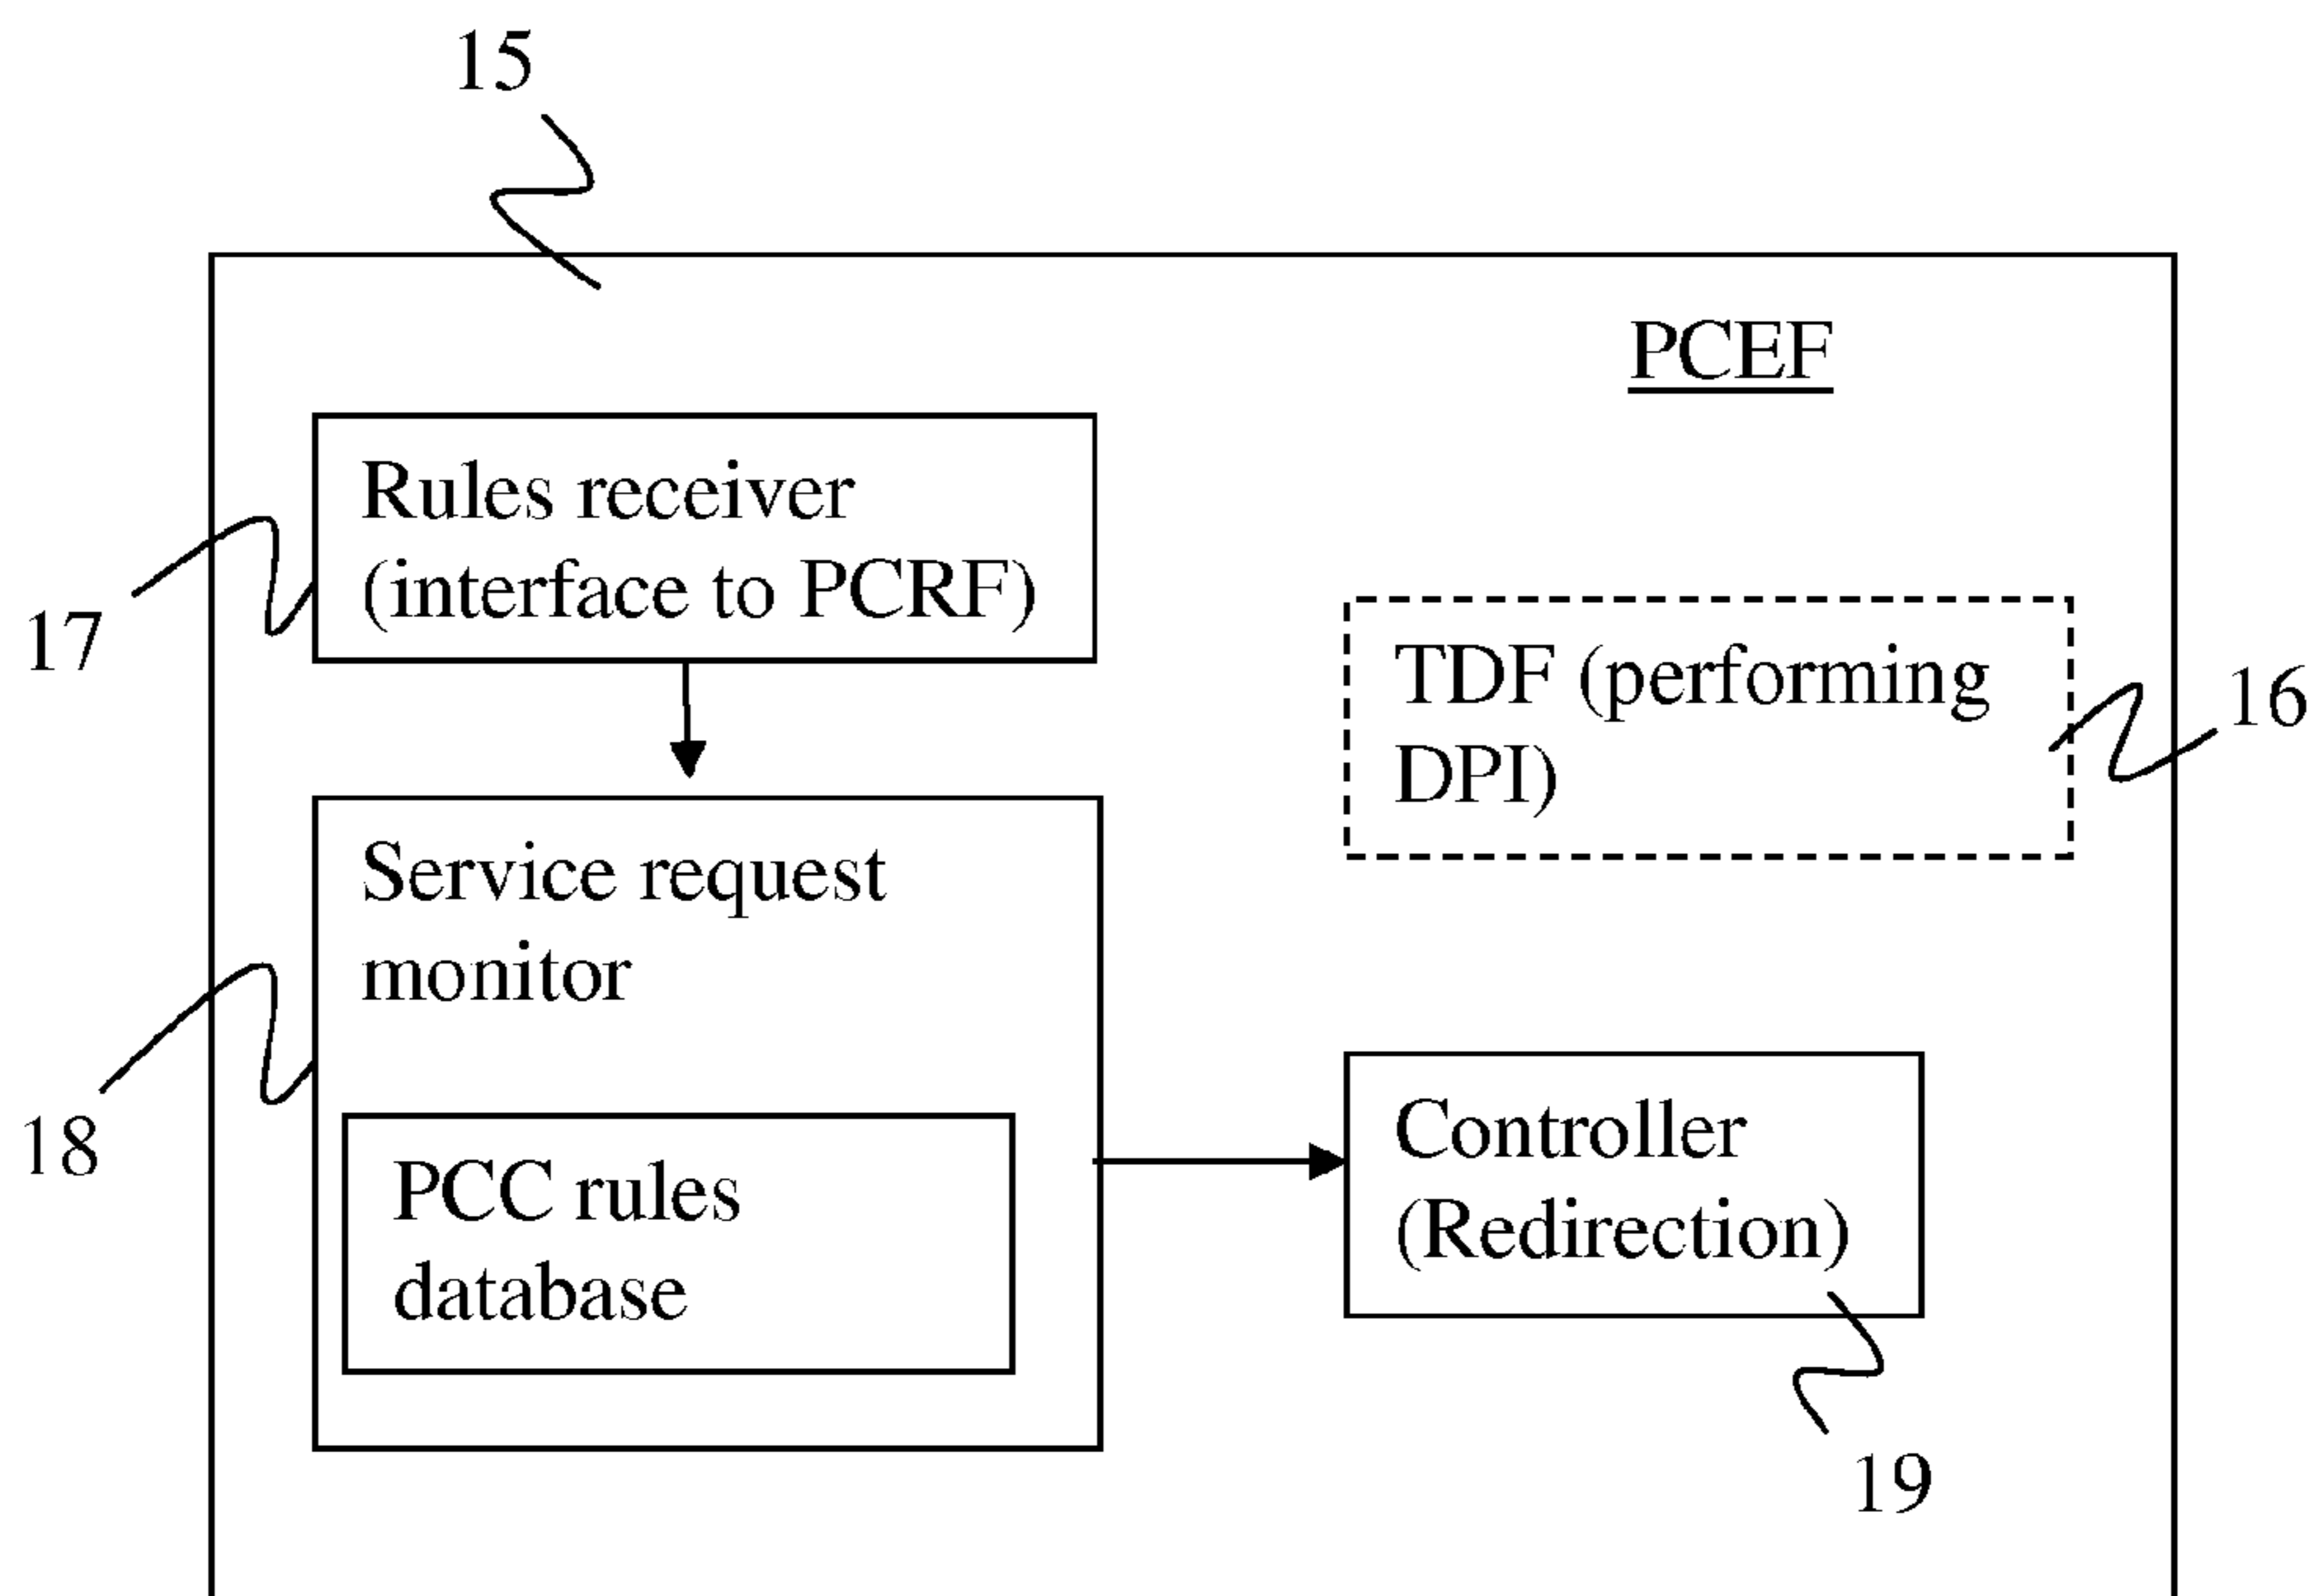 15
PCEF
Rules receiver
(interface to PCRF)
17
TDF (performing
DPI)
16
Service request
monitor
18
PCC rules
database
Controller
(Redirection)
19